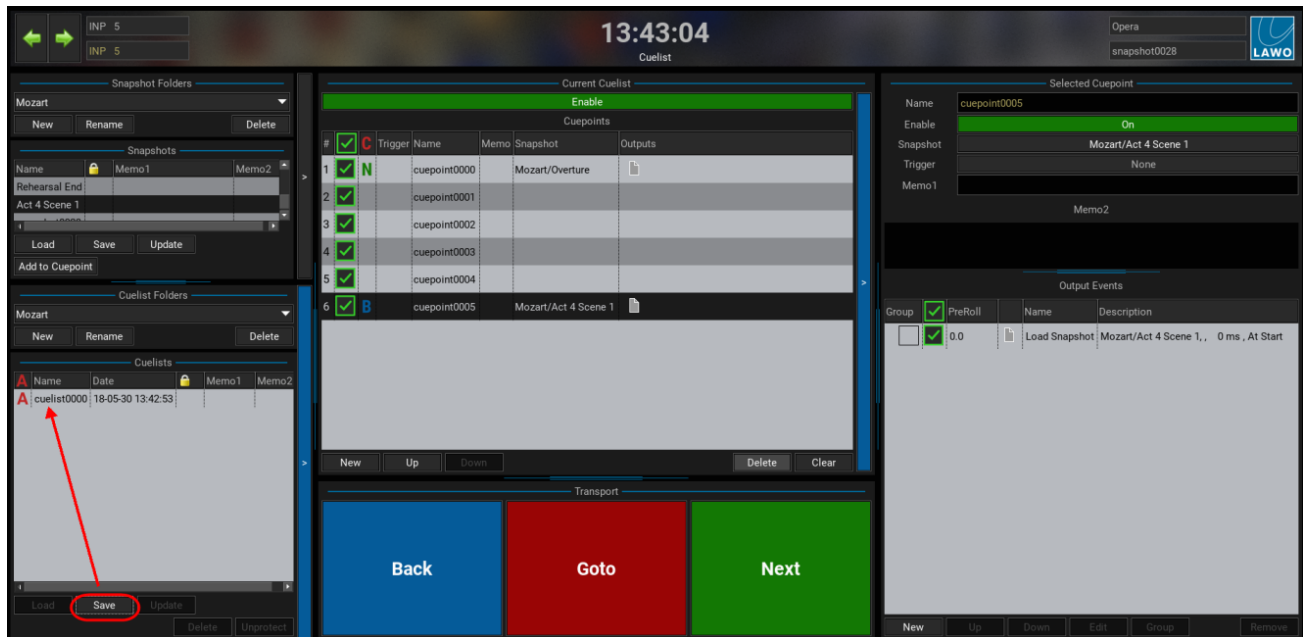 INP 5
INP 5
13:43:04
Cuelist
Opera
snapshot0028
LAWO
Snapshot Folders
Mozart
New Rename Delete
Snapshots
Name Memo1 Memo2
Rehearsal End
Act 4 Scene 1
Load Save Update
Add to Cuepoint
Cuelist Folders
Mozart
New Rename Delete
Cuelists
A Name Date Memo1 Memo2
A cuelist0000 18-05-30 13:42:53
Load Save Update
Delete Unprotect
Current Cuelist
Enable
Cuepoints
# C Trigger Name Memo Snapshot Outputs
1 N cuepoint0000 Mozart/Overture
2 cuepoint0001
3 cuepoint0002
4 cuepoint0003
5 cuepoint0004
6 B cuepoint0005 Mozart/Act 4 Scene 1
New Up Down Delete Clear
Transport
Back Goto Next
Selected Cuepoint
Name cuepoint0005
Enable On
Snapshot Mozart/Act 4 Scene 1
Trigger None
Memo1
Memo2
Output Events
Group PreRoll Name Description
0.0 Load Snapshot Mozart/Act 4 Scene 1, , 0 ms , At Start
New Up Down Edit Group Remove